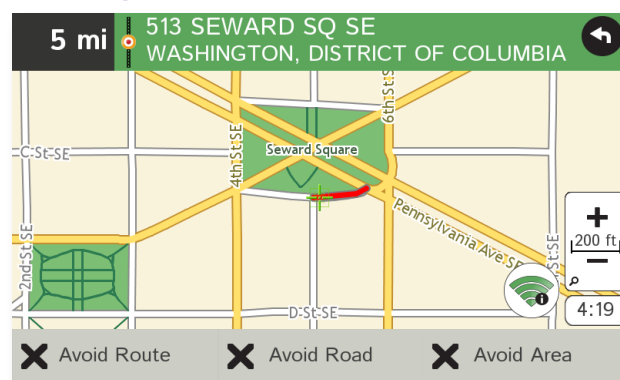 5 mi
513 SEWARD SQ SE
WASHINGTON, DISTRICT OF COLUMBIA
6th St S
C-St-SE
4th St SE
Seward Square
Pennsylvania Ave SE
2nd-St-SE
St-SE
+
200 ft
−
D-St-SE
4:19
Avoid Route
Avoid Road
Avoid Area